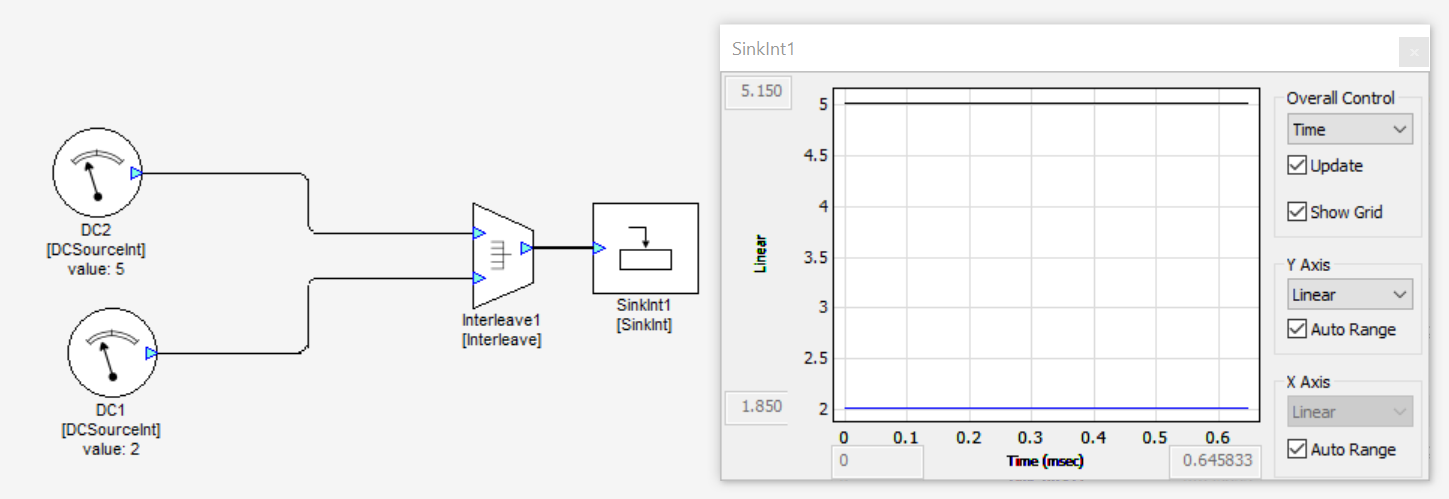 DC2
[DCSourceInt]
value: 5
DC1
[DCSourceInt]
value: 2
Interleave1
[Interleave]
SinkInt1
[SinkInt]
SinkInt1
x
5.150
5
4.5
4
3.5
3
2.5
2
Linear
1.850
0 0.1 0.2 0.3 0.4 0.5 0.6
0 Time (msec) 0.645833
Overall Control
Time
Update
Show Grid
Y Axis
Linear
Auto Range
X Axis
Linear
Auto Range